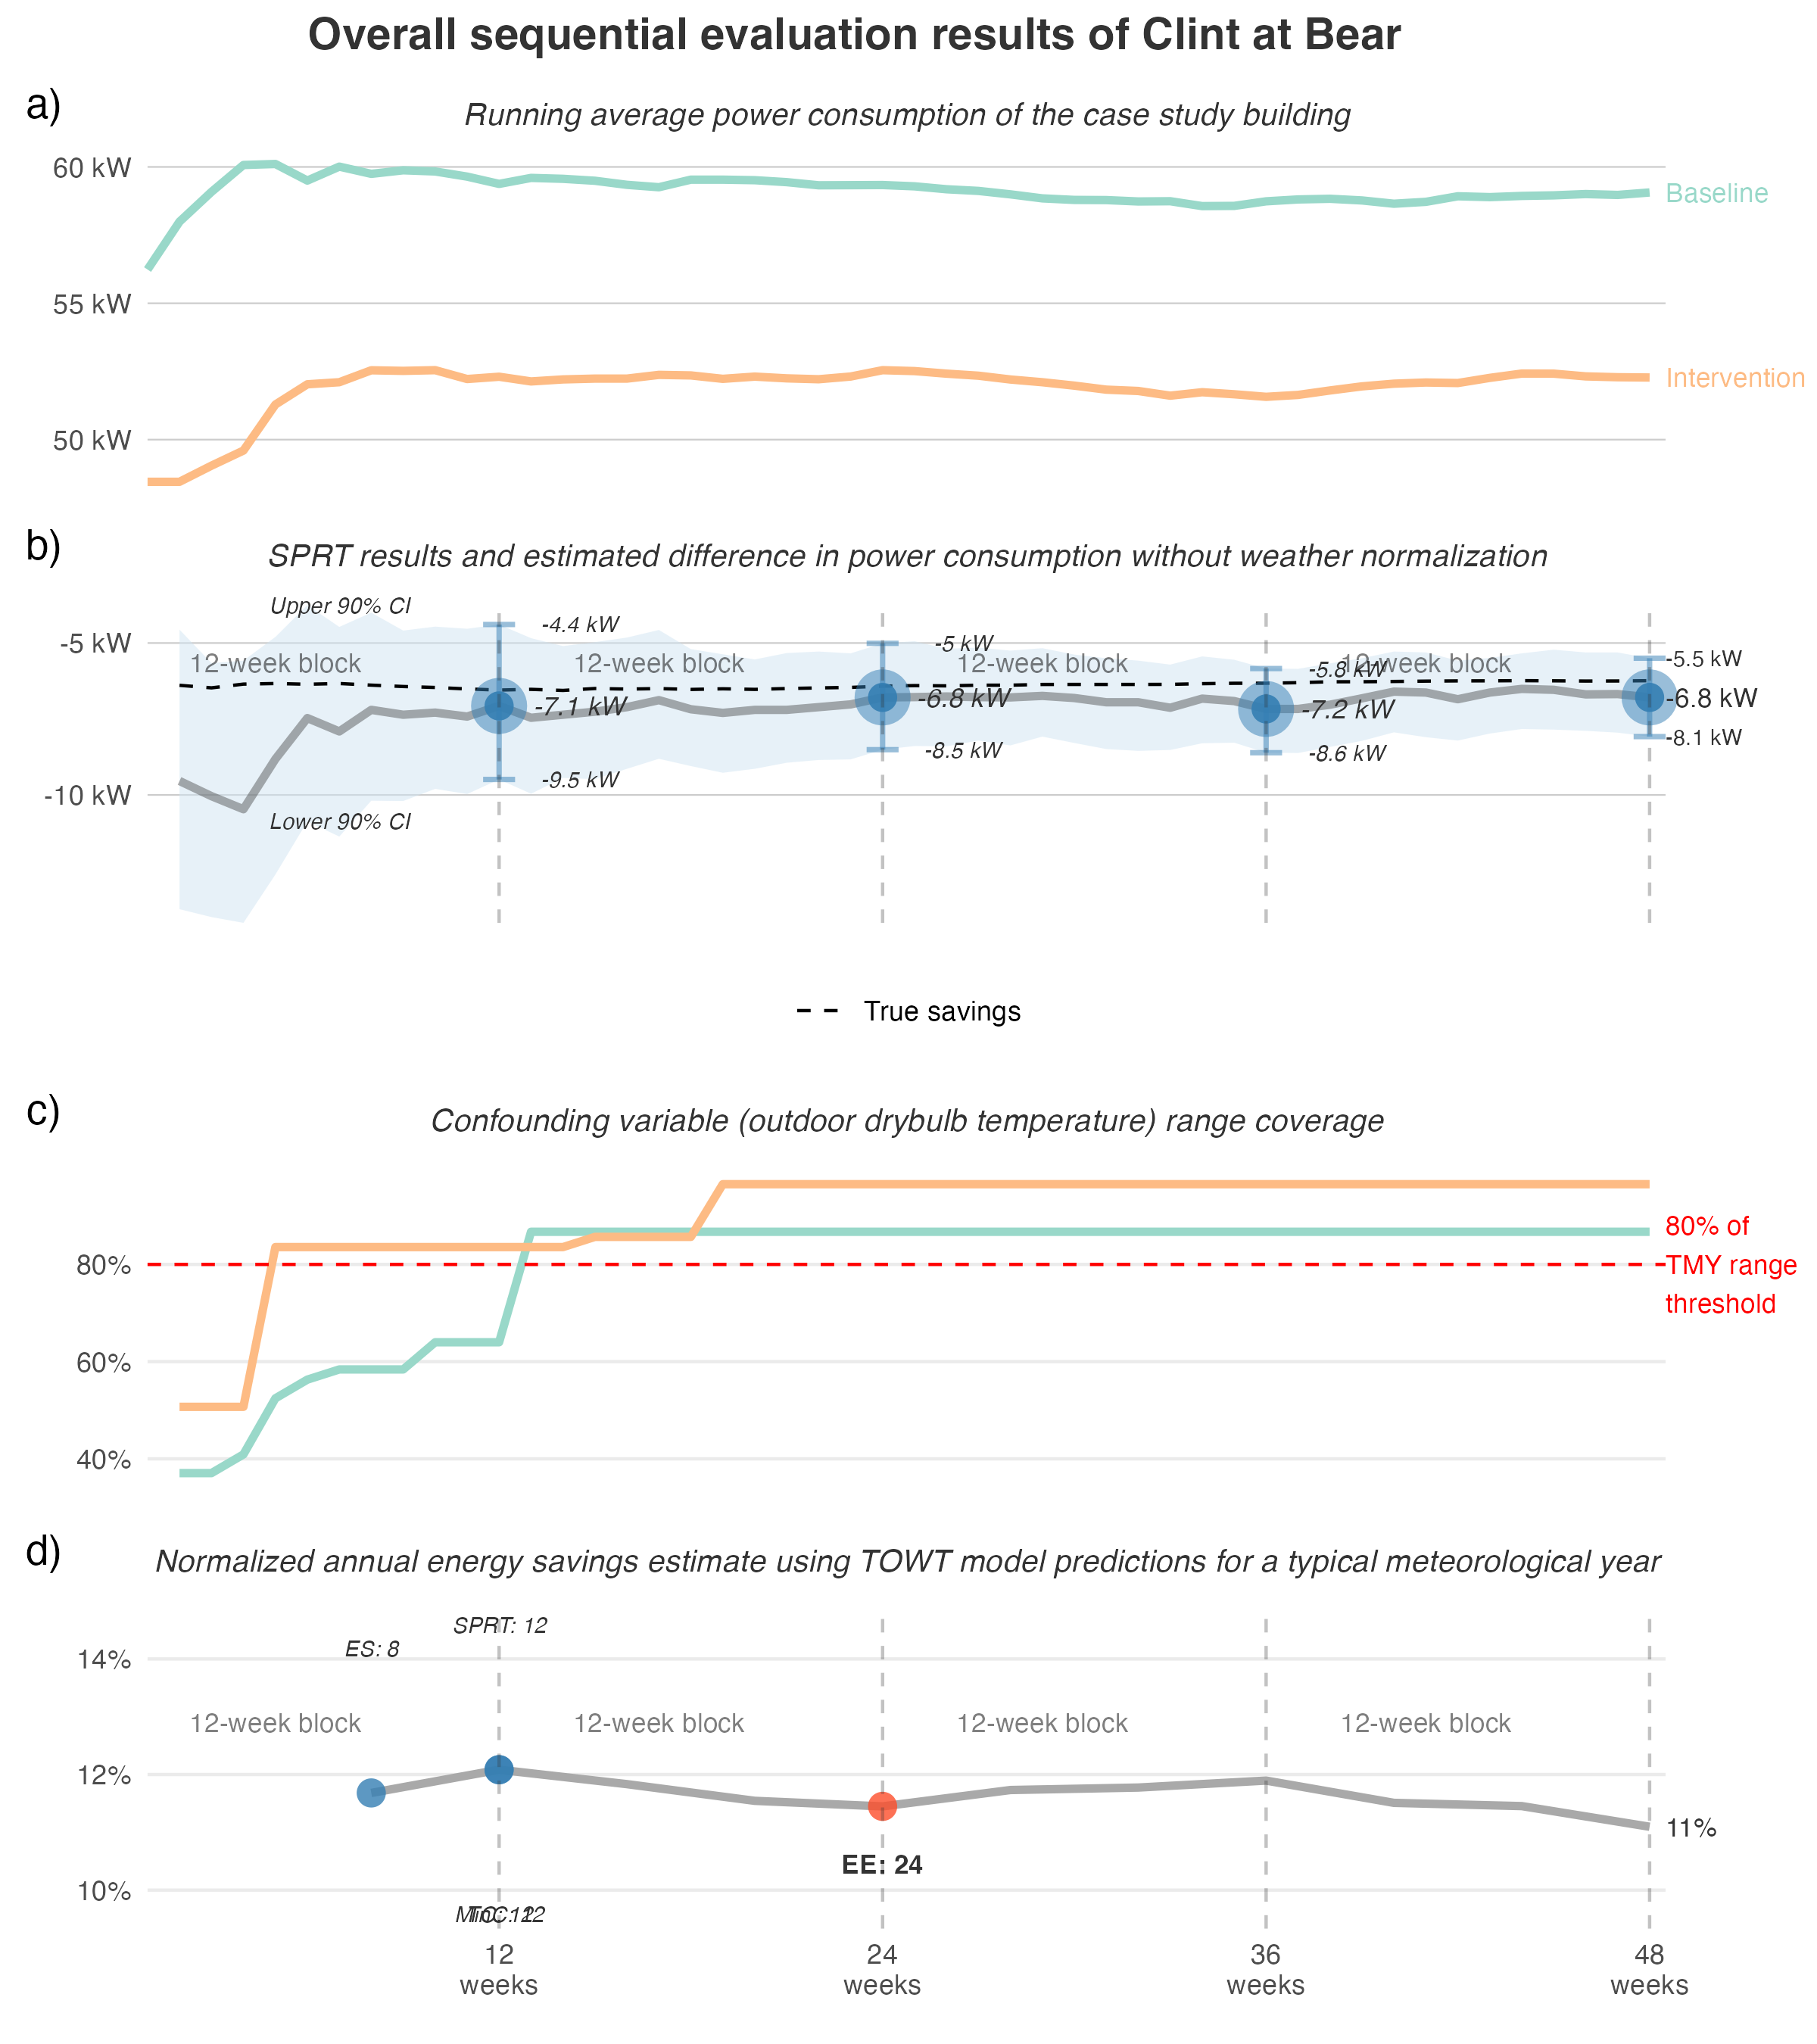 Overall sequential evaluation results of Clint at Bear
a)
Running average power consumption of the case study building
60 kW
55 kW
50 kW
Baseline
Intervention
b)
SPRT results and estimated difference in power consumption without weather normalization
Upper 90% CI
Lower 90% CI
-5 kW
-10 kW
12-week block
12-week block
12-week block
12-week block
-4.4 kW
-7.1 kW
-9.5 kW
-5 kW
-6.8 kW
-8.5 kW
-5.8 kW
-7.2 kW
-8.6 kW
-5.5 kW
-6.8 kW
-8.1 kW
True savings
c)
Confounding variable (outdoor drybulb temperature) range coverage
80%
60%
40%
80% of
TMY range
threshold
d)
Normalized annual energy savings estimate using TOWT model predictions for a typical meteorological year
SPRT: 12
ES: 8
14%
12%
10%
12-week block
12-week block
12-week block
12-week block
11%
EE: 24
12
weeks
24
weeks
36
weeks
48
weeks